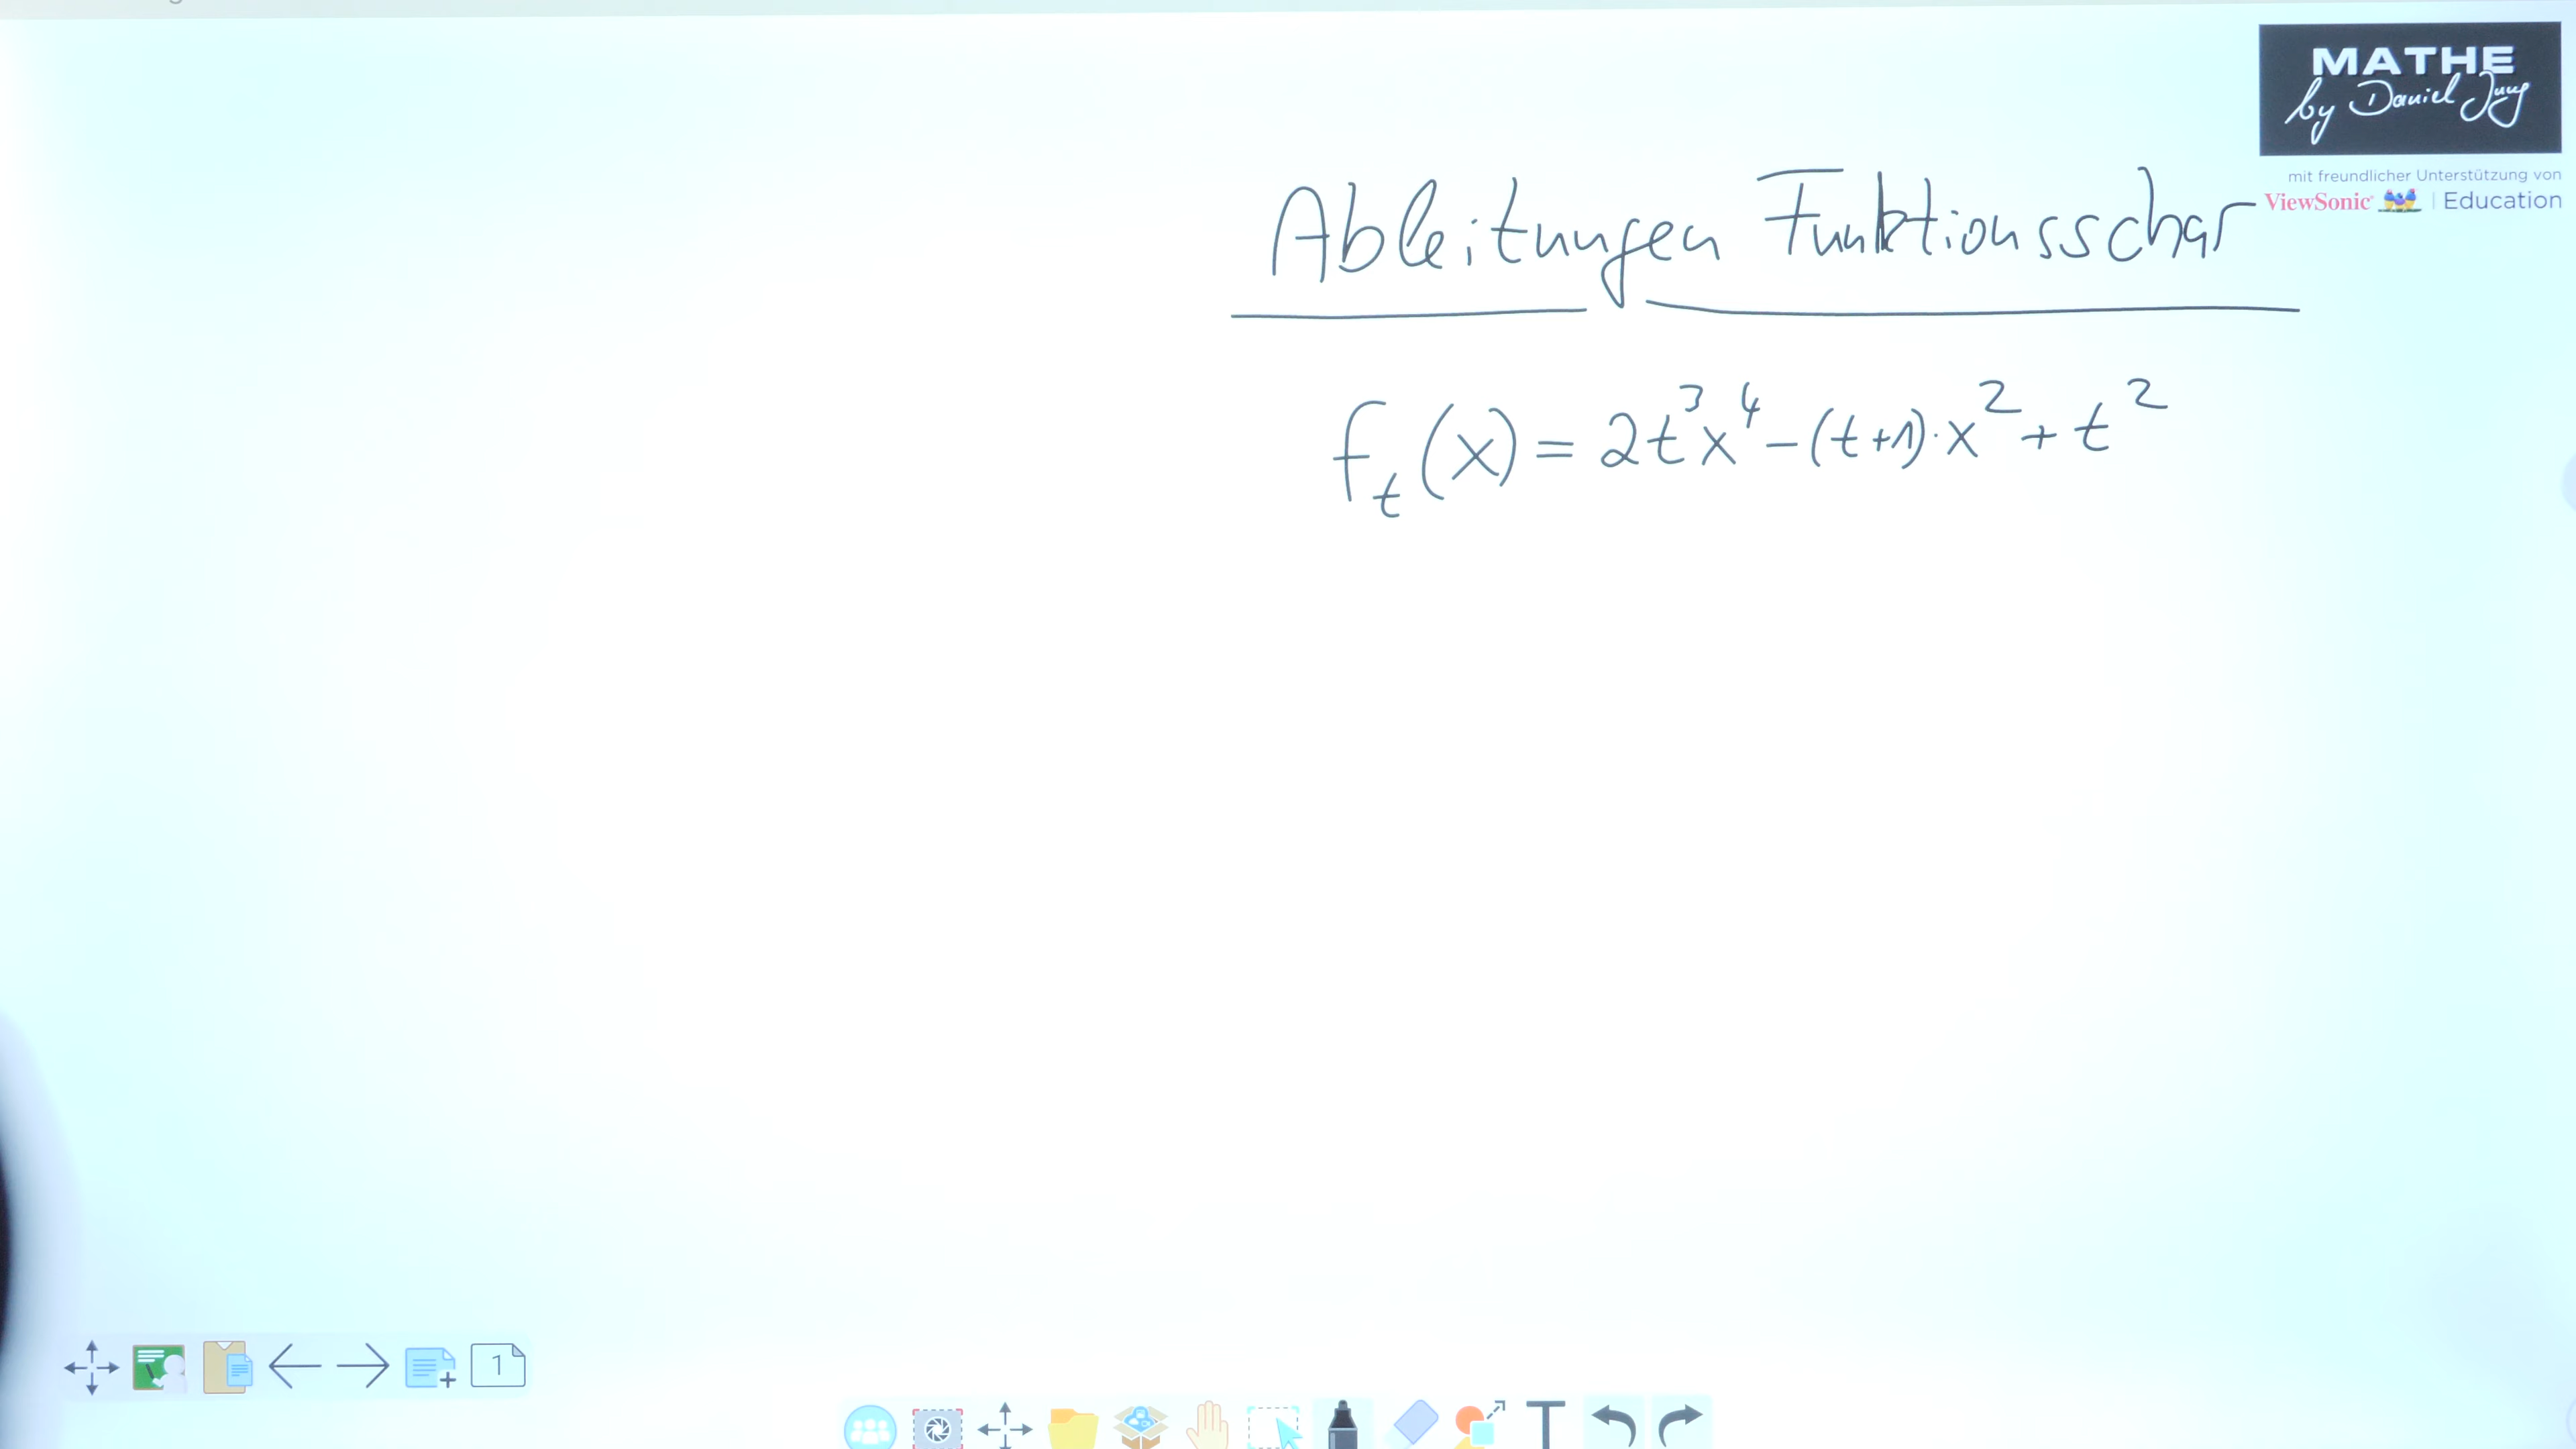 MATHE
by Daniel Jung
mit freundlicher Unterstützung von
ViewSonic | Education
Ableitungen Funktionsschar
f_t(x) = 2t³x⁴ - (t+1)·x² + t²
1
T